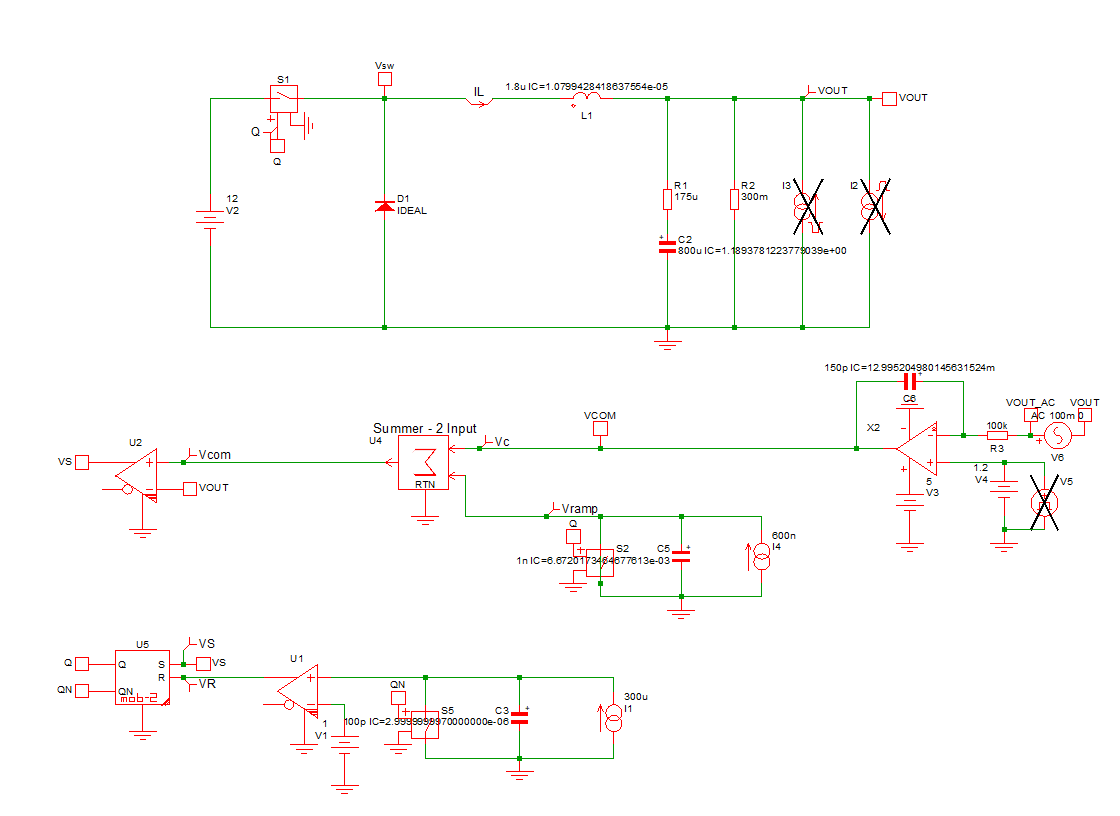 Vsw
S1
1.8u IC=1.0799428418637554e-05
IL
VOUT
VOUT
L1
Q
Q
12
V2
D1
IDEAL
R1
175u
R2
300m
I3
I2
C2
800u IC=1.1893781223779039e+00
150p IC=12.995204980145631524m
C6
VOUT_AC
VOUT
AC 100m 0
VCOM
X2
100k
R3
V6
Summer - 2 Input
U4
Vc
U2
VS
Vcom
VOUT
RTN
5
V3
1.2
V4
V5
Vramp
Q
S2
1n IC=6.6720173464677613e-03
C5
600n
I4
U5
VS
Q
Q
S
VS
R
VR
QN
QN
mob-2
U1
1
V1
QN
S5
100p IC=2.9999999970000000e-06
C3
300u
I1